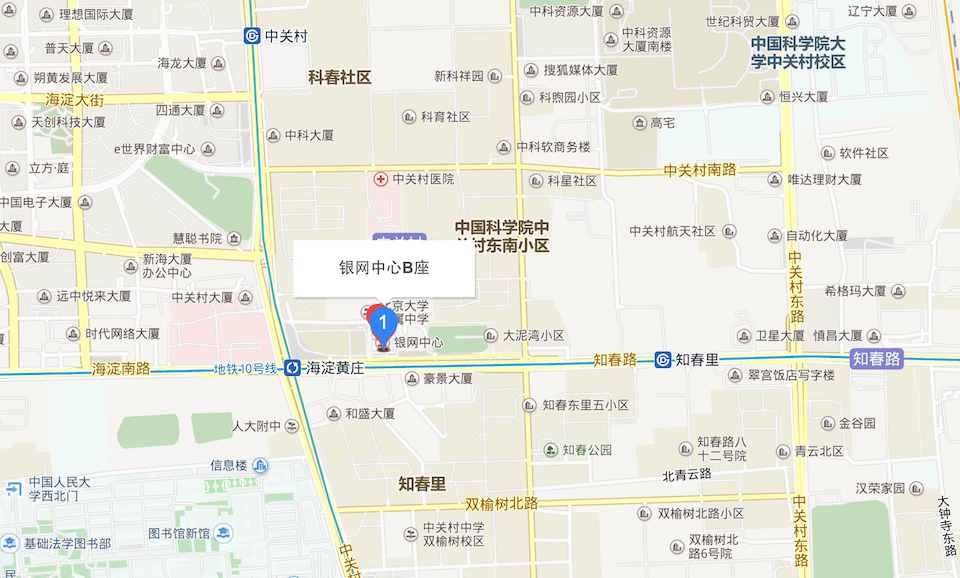 理想国际大厦
中关村
中科资源大厦
辽宁大厦
世纪科贸大厦
普天大厦
中科资源
大厦南楼
中国科学院大
学中关村校区
海龙大厦
朔黄发展大厦
科春社区
新科祥园
搜狐媒体大厦
海淀大街
科煦园小区
恒兴大厦
四通大厦
天创科技大厦
科育社区
高宅
中科大厦
e世界财富中心
中科软商务楼
软件社区
立方·庭
中关村南路
中关村医院
科星社区
唯达理财大厦
中国电子大厦
大厦
慧聪书院
中国科学院中
关村东南小区
中关村航天社区
自动化大厦
创富大厦
新海大厦
办公中心
银网中心B座
中关村东路
远中悦来大厦
中关村大厦
希格玛大厦
京大学
属中学
时代网络大厦
1
银网中心
大泥湾小区
卫星大厦
慎昌大厦
海淀南路
地铁10号线
海淀黄庄
知春路
知春里
知春路
豪景大厦
翠宫饭店写字楼
和盛大厦
知春东里五小区
人大附中
金谷园
知春公园
知春路八
十二号院
青云北区
信息楼
北青云路
中国人民大
学西北门
知春里
汉荣家园
双榆树北路
中关村东路
大钟寺东路
双榆树北路小区
图书馆新馆
中关村中学
双榆树校区
基础法学图书部
双榆树北
路6号院
中关村